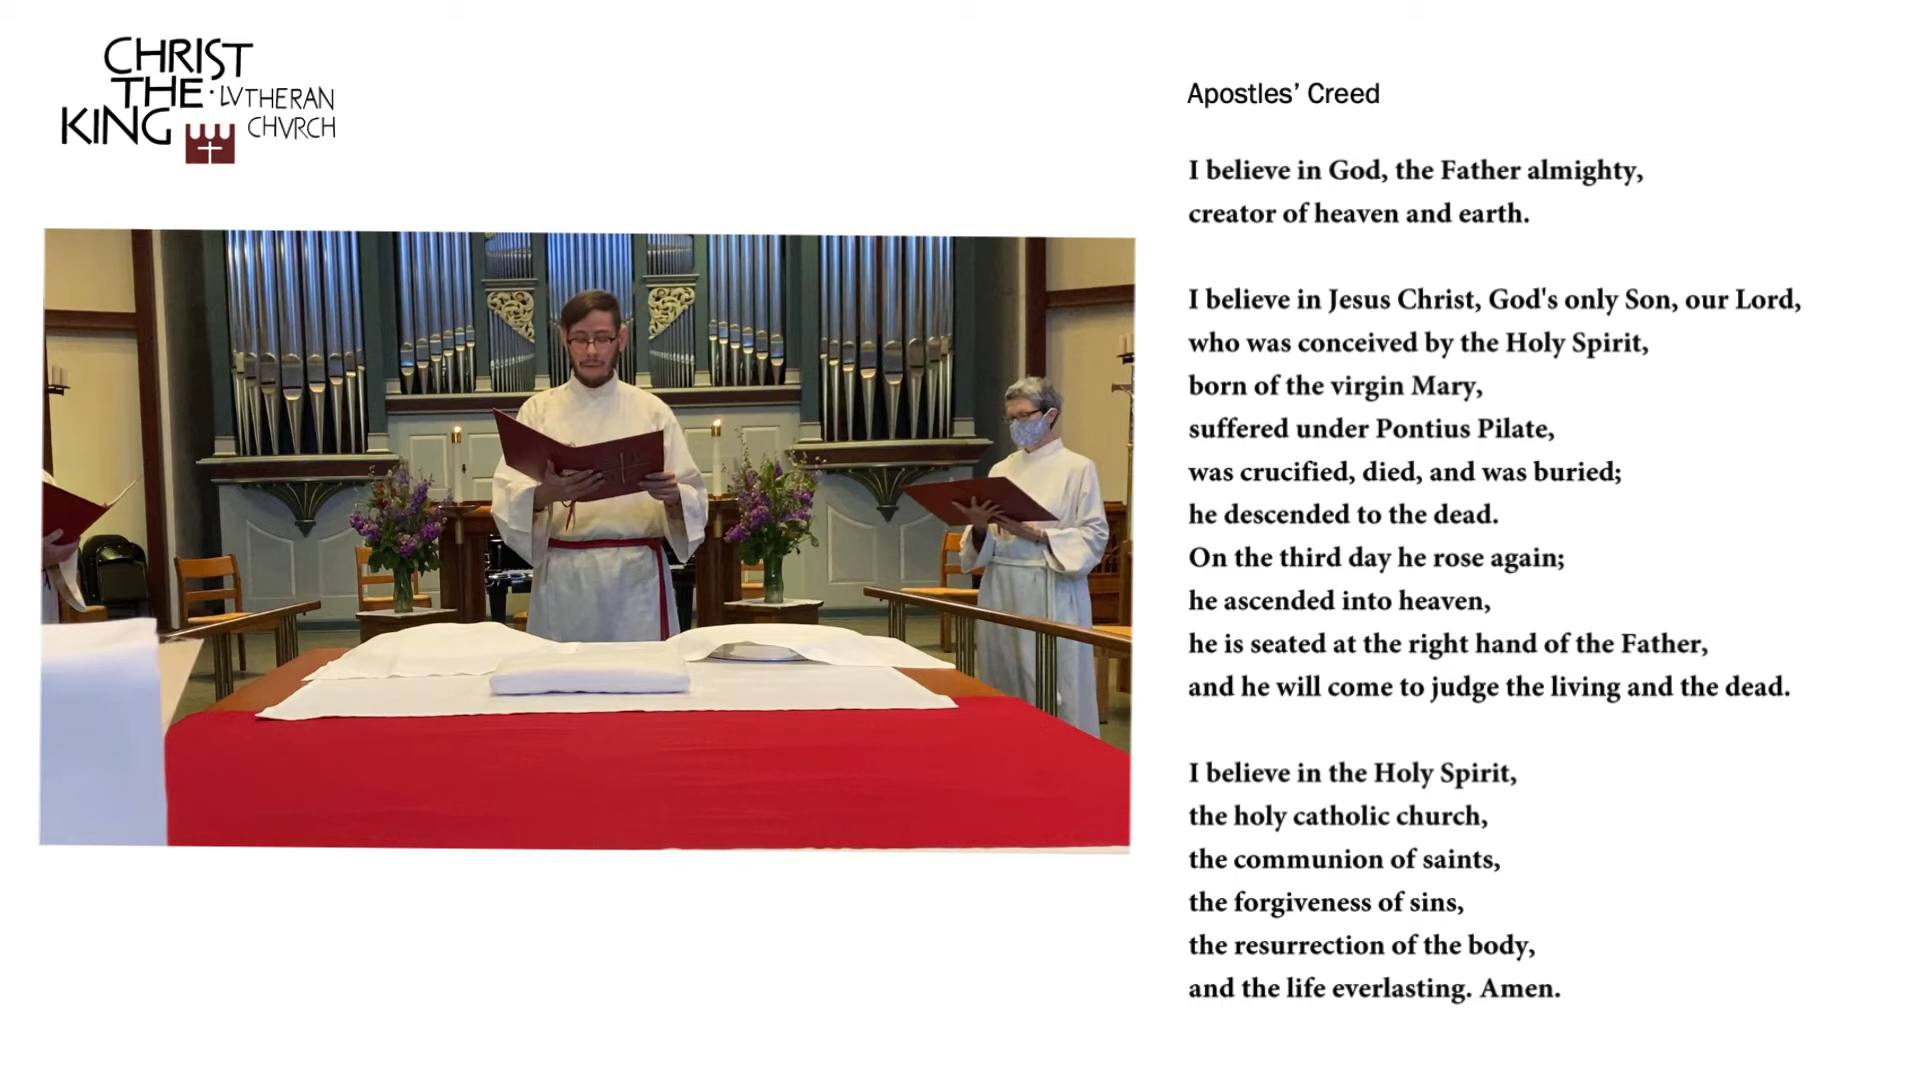 CHRIST
THE · LVTHERAN
KING CHVRCH
Apostles’ Creed
I believe in God, the Father almighty,
creator of heaven and earth.
I believe in Jesus Christ, God's only Son, our Lord,
who was conceived by the Holy Spirit,
born of the virgin Mary,
suffered under Pontius Pilate,
was crucified, died, and was buried;
he descended to the dead.
On the third day he rose again;
he ascended into heaven,
he is seated at the right hand of the Father,
and he will come to judge the living and the dead.
I believe in the Holy Spirit,
the holy catholic church,
the communion of saints,
the forgiveness of sins,
the resurrection of the body,
and the life everlasting. Amen.